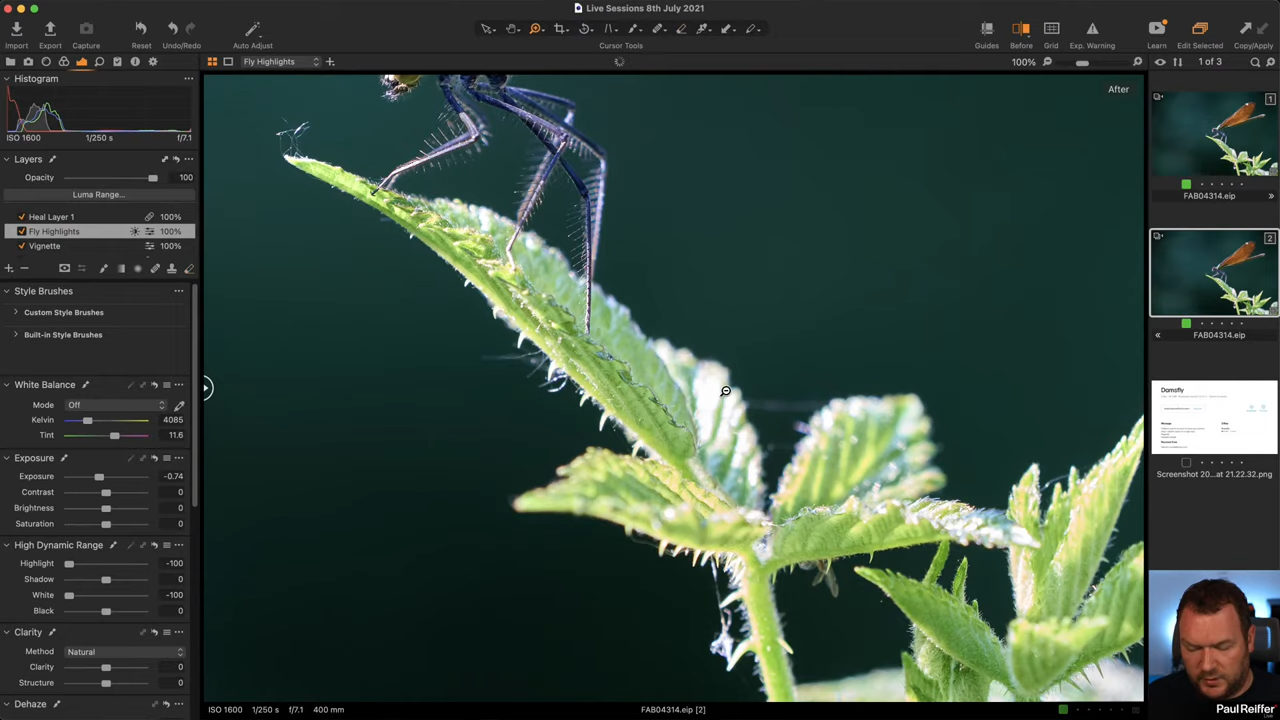 Live Sessions 8th July 2021
Import
Export
Capture
Reset
Undo/Redo
Auto Adjust
Cursor Tools
Guides
Before
Grid
Exp. Warning
Learn
Edit Selected
Copy/Apply
Fly Highlights
100%
1 of 3
Histogram
ISO 1600
1/250 s
f/7.1
After
Layers
Opacity
100
Luma Range...
Heal Layer 1
100%
Fly Highlights
100%
Vignette
100%
Style Brushes
Custom Style Brushes
Built-in Style Brushes
White Balance
Mode
Off
Kelvin
4085
Tint
11.6
Exposure
Exposure
-0.74
Contrast
0
Brightness
0
Saturation
0
High Dynamic Range
Highlight
-100
Shadow
0
White
-100
Black
0
Clarity
Method
Natural
Clarity
0
Structure
0
Dehaze
1
FAB04314.eip
2
FAB04314.eip
Damsfly
Screenshot 20...at 21.22.32.png
ISO 1600
1/250 s
f/7.1
400 mm
FAB04314.eip [2]
Paul Reiffer
Live